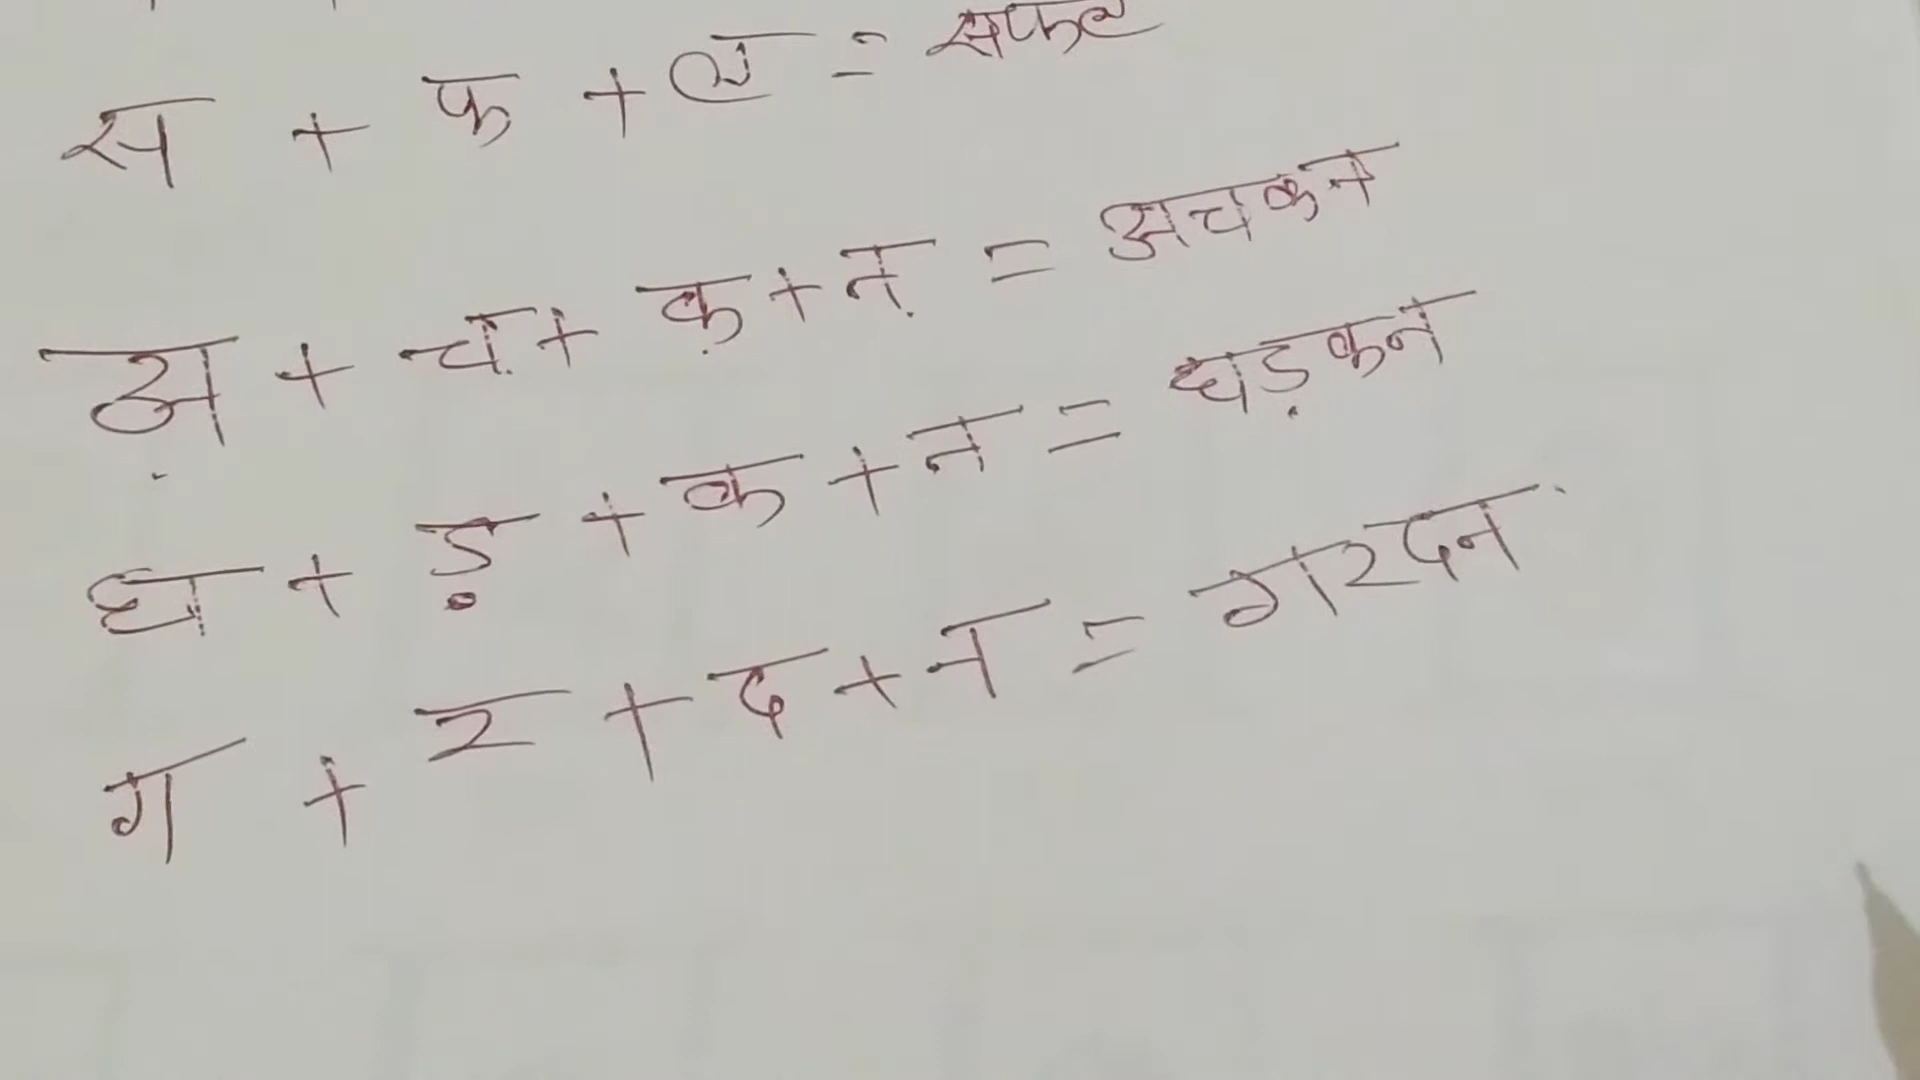 स + फ + ल = सफल
अ + च + क + न = अचकन
ध + ड़ + क + न = धड़कन
ग + र + द + न = गरदन